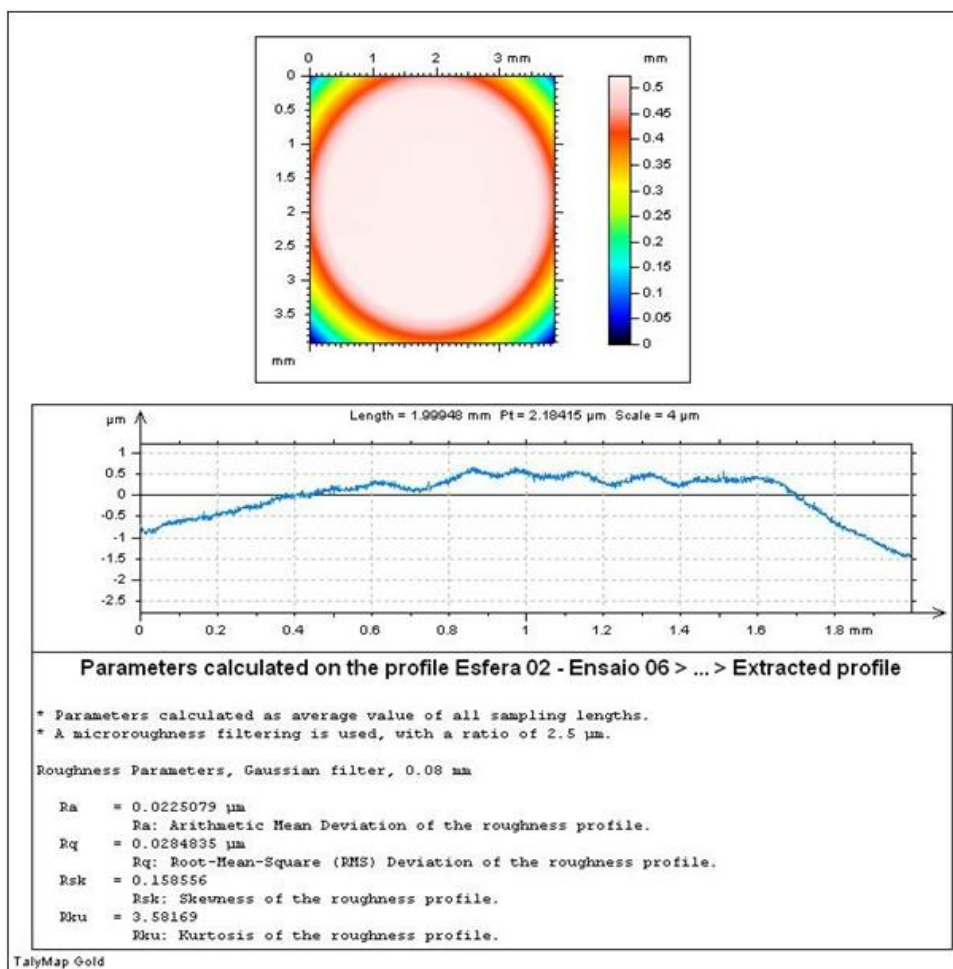 0 1 2 3 mm
mm
0
0.5
1
1.5
2
2.5
3
3.5
mm
0.5
0.45
0.4
0.35
0.3
0.25
0.2
0.15
0.1
0.05
0
µm
Length = 1.99948 mm Pt = 2.18415 µm Scale = 4 µm
1
0.5
0
-0.5
-1
-1.5
-2
-2.5
0 0.2 0.4 0.6 0.8 1 1.2 1.4 1.6 1.8 mm
Parameters calculated on the profile Esfera 02 - Ensaio 06 > ... > Extracted profile
* Parameters calculated as average value of all sampling lengths.
* A microroughness filtering is used, with a ratio of 2.5 µm.
Roughness Parameters, Gaussian filter, 0.08 mm
Ra = 0.0225079 µm
Ra: Arithmetic Mean Deviation of the roughness profile.
Rq = 0.0284835 µm
Rq: Root-Mean-Square (RMS) Deviation of the roughness profile.
Rsk = 0.158556
Rsk: Skewness of the roughness profile.
Rku = 3.58169
Rku: Kurtosis of the roughness profile.
TalyMap Gold